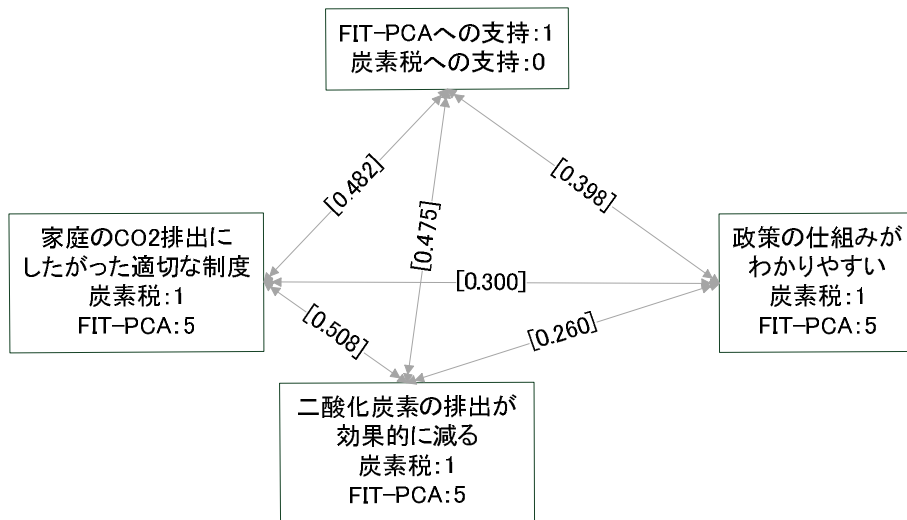 FIT-PCAへの支持:1
炭素税への支持:0
[0.482]
[0.475]
[0.398]
家庭のCO2排出に
したがった適切な制度
炭素税:1
FIT-PCA:5
[0.300]
政策の仕組みが
わかりやすい
炭素税:1
FIT-PCA:5
[0.508]
[0.260]
二酸化炭素の排出が
効果的に減る
炭素税:1
FIT-PCA:5